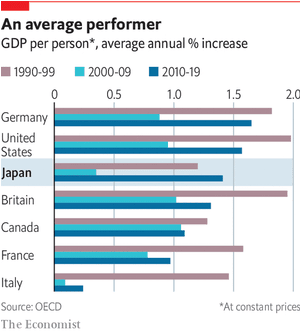 An average performer
GDP per person*, average annual % increase
1990-99 2000-09 2010-19
0 0.5 1.0 1.5 2.0
Germany
United
States
Japan
Britain
Canada
France
Italy
Source: OECD *At constant prices
The Economist